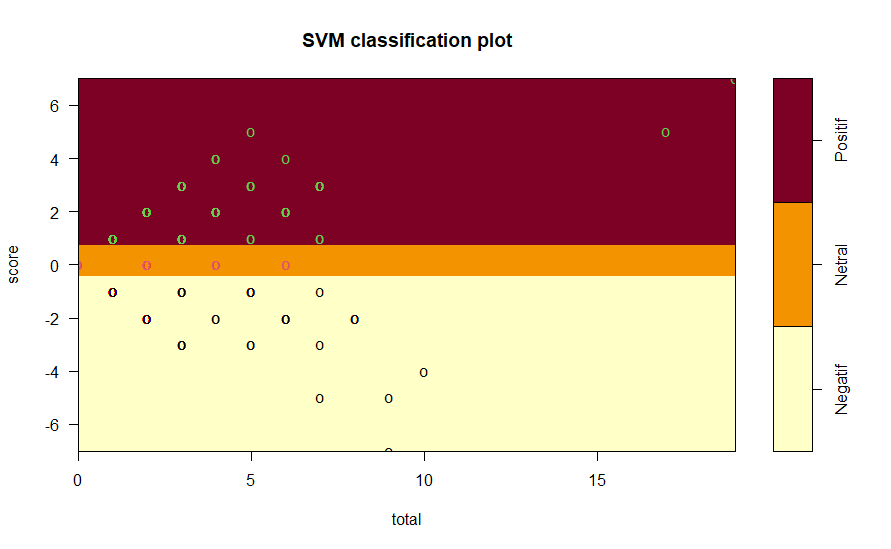 SVM classification plot
6
4
2
0
-2
-4
-6
score
0
5
10
15
total
Positif
Netral
Negatif